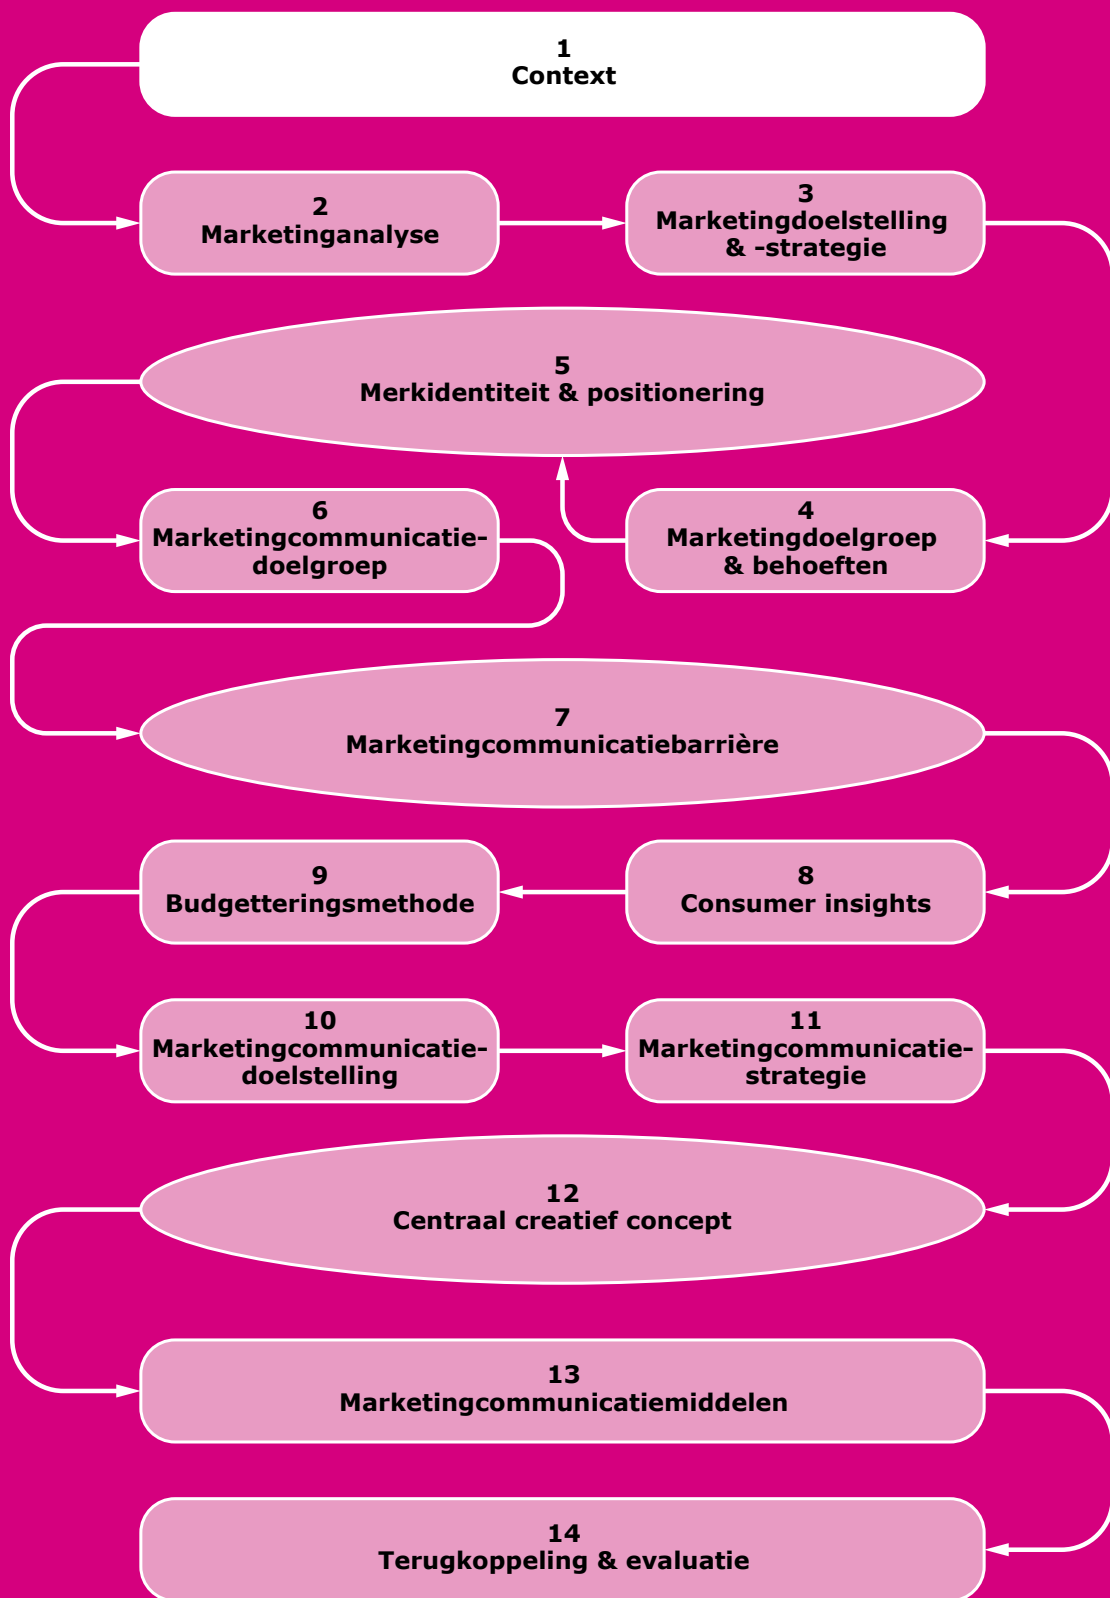 1
Context
2
Marketinganalyse
3
Marketingdoelstelling
& -strategie
5
Merkidentiteit & positionering
6
Marketingcommunicatie-
doelgroep
4
Marketingdoelgroep
& behoeften
7
Marketingcommunicatiebarrière
9
Budgetteringsmethode
8
Consumer insights
10
Marketingcommunicatie-
doelstelling
11
Marketingcommunicatie-
strategie
12
Centraal creatief concept
13
Marketingcommunicatiemiddelen
14
Terugkoppeling & evaluatie